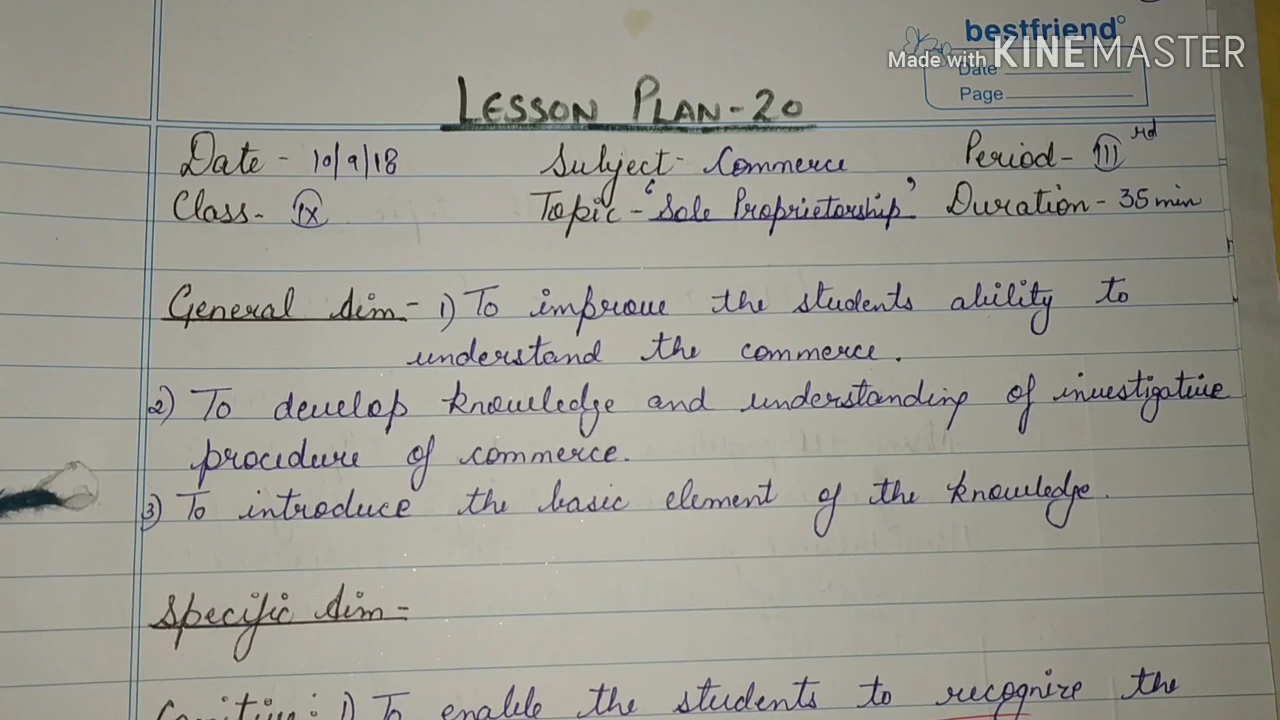 bestfriend
Made with KINEMASTER
Date
Page
LESSON PLAN-20
Date - 10/9/18 Subject- Commerce Period- III rd
Class- IX Topic- 'Sole Proprietorship' Duration - 35 min
General Aim- 1) To improve the students ability to
understand the commerce.
2) To develop knowledge and understanding of investigative
procedure of commerce.
3) To introduce the basic element of the knowledge.
Specific Aim-
Cognitive: 1) To enable the students to recognize the